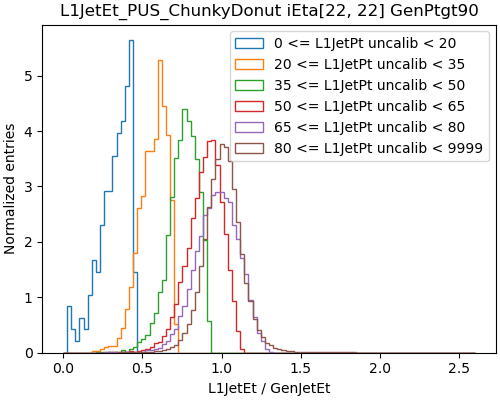 L1JetEt_PUS_ChunkyDonut iEta[22, 22] GenPtgt90
0 <= L1JetPt uncalib < 20
20 <= L1JetPt uncalib < 35
35 <= L1JetPt uncalib < 50
50 <= L1JetPt uncalib < 65
65 <= L1JetPt uncalib < 80
80 <= L1JetPt uncalib < 9999
Normalized entries
5
4
3
2
1
0
0.0 0.5 1.0 1.5 2.0 2.5
L1JetEt / GenJetEt